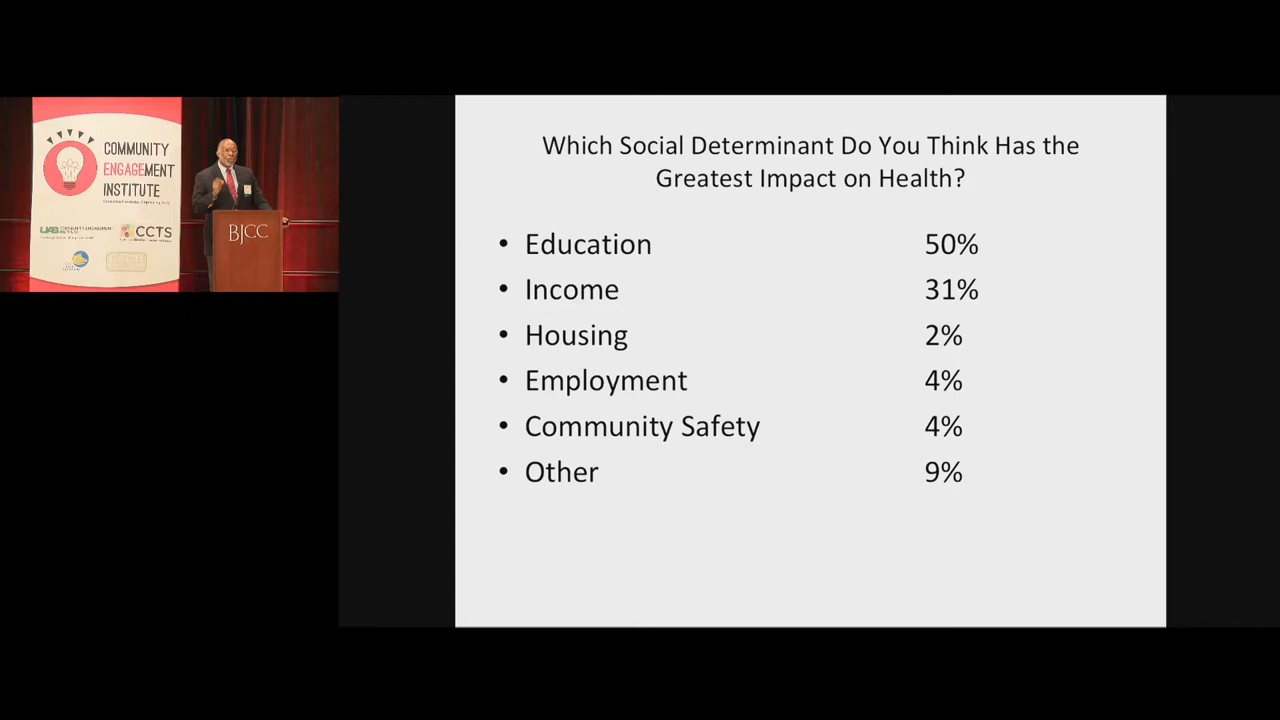 COMMUNITY
ENGAGEMENT
INSTITUTE
UAB
CCTS
BJCC
Which Social Determinant Do You Think Has the
Greatest Impact on Health?
• Education 50%
• Income 31%
• Housing 2%
• Employment 4%
• Community Safety 4%
• Other 9%